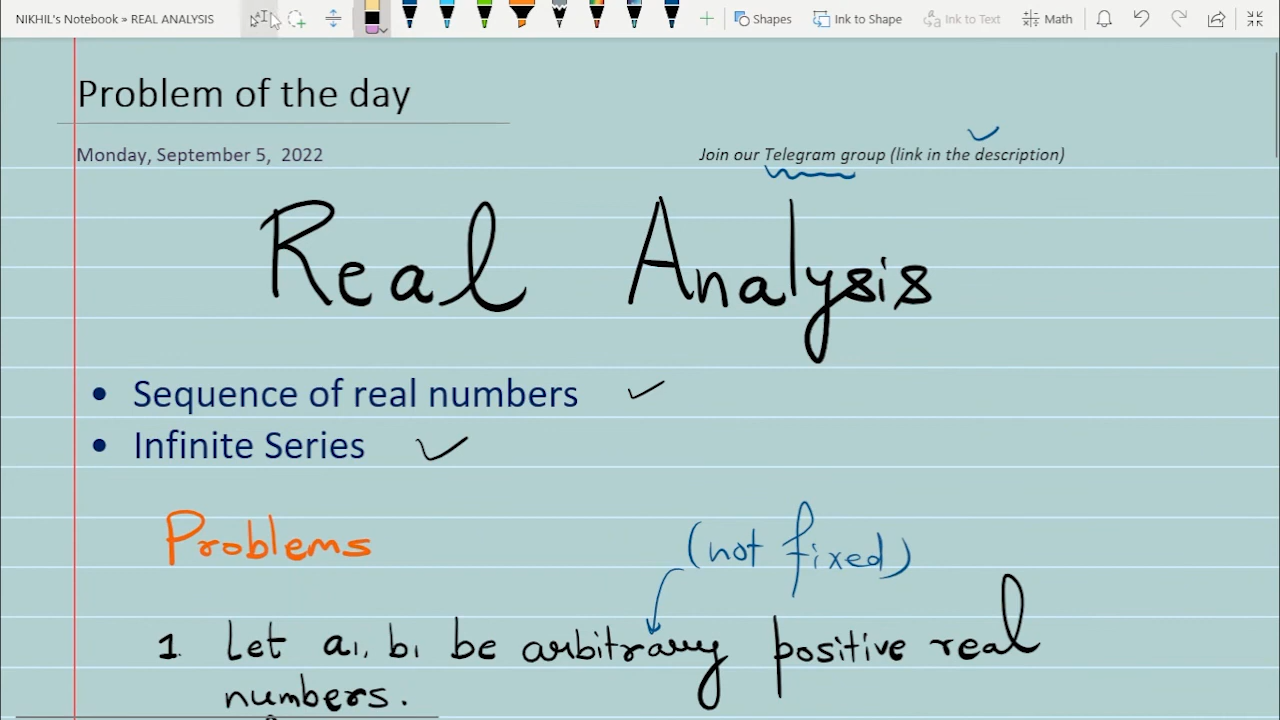 NIKHIL's Notebook » REAL ANALYSIS
Shapes
Ink to Shape
Ink to Text
Math
Problem of the day
Monday, September 5, 2022
Join our Telegram group (link in the description)
Real Analysis
• Sequence of real numbers
• Infinite Series
Problems
(not fixed)
1. Let a₁, b₁ be arbitrary positive real
numbers.